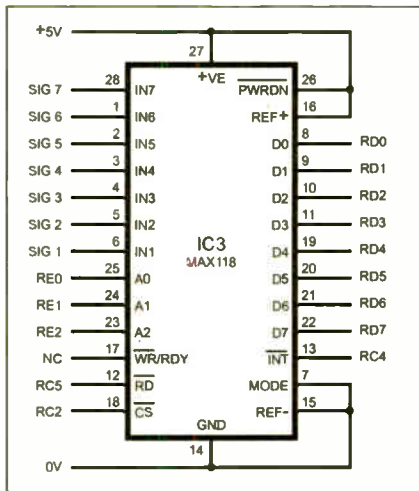 +5V
27
+VE
SIG 7 28 IN7 PWRDN 26
SIG 6 1 IN6 REF+ 16
SIG 5 2 IN5 D0 8 RD0
SIG 4 3 IN4 D1 9 RD1
SIG 3 4 IN3 D2 10 RD2
SIG 2 5 IN2 D3 11 RD3
SIG 1 6 IN1 D4 19 RD4
IC3
MAX118
RE0 25 A0 D5 20 RD5
RE1 24 A1 D6 21 RD6
RE2 23 A2 D7 22 RD7
NC 17 WR/RDY INT 13 RC4
RC5 12 RD MODE 7
RC2 18 CS REF- 15
GND
14
0V